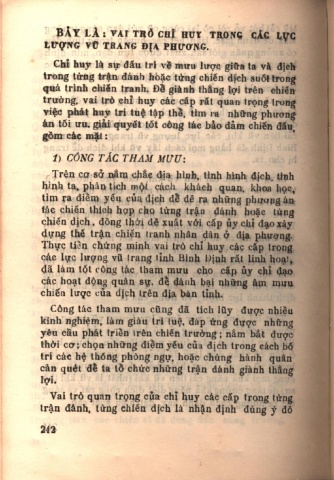 BẢY LÀ: VAI TRÒ CHỈ HUY TRONG CÁC LỰC
LƯỢNG VŨ TRANG ĐỊA PHƯƠNG.
Chỉ huy là sự đấu trí về mưu lược giữa ta và địch
trong từng trận đánh hoặc từng chiến dịch suốt trong
quá trình chiến tranh. Để giành thắng lợi trên chiến
trường, vai trò chỉ huy các cấp rất quan trọng trong
việc phát huy trí tuệ tập thể, tìm ra những phương
án tối ưu, giải quyết tốt công tác bảo đảm chiến đấu,
gồm các mặt:
1) CÔNG TÁC THAM MƯU:
Trên cơ sở nắm chắc địa hình, tình hình địch, tình
hình ta, phân tích một cách khách quan, khoa học,
tìm ra điểm yếu của địch để đề ra những phương án
tác chiến thích hợp cho từng trận đánh hoặc từng
chiến dịch, đồng thời đề xuất với cấp ủy chỉ đạo xây
dựng thế trận chiến tranh nhân dân ở địa phương.
Thực tiễn chứng minh vai trò chỉ huy các cấp trong
các lực lượng vũ trang tỉnh Bình Định rất linh hoạt,
đã làm tốt công tác tham mưu cho cấp ủy chỉ đạo
các hoạt động quân sự, để đánh bại những âm mưu
chiến lược của địch trên địa bàn tỉnh.
Công tác tham mưu cũng đã tích lũy được nhiều
kinh nghiệm, làm giàu trí tuệ, đáp ứng được những
yêu cầu phát triển trên chiến trường; nắm bắt được
thời cơ; chọn những điểm yếu của địch trong cách bố
trí các hệ thống phòng ngự, hoặc chúng hành quân
càn quét để ta tổ chức những trận đánh giành thắng
lợi.
Vai trò quan trọng của chỉ huy các cấp trong từng
trận đánh, từng chiến dịch là nhận định đúng ý đồ
242